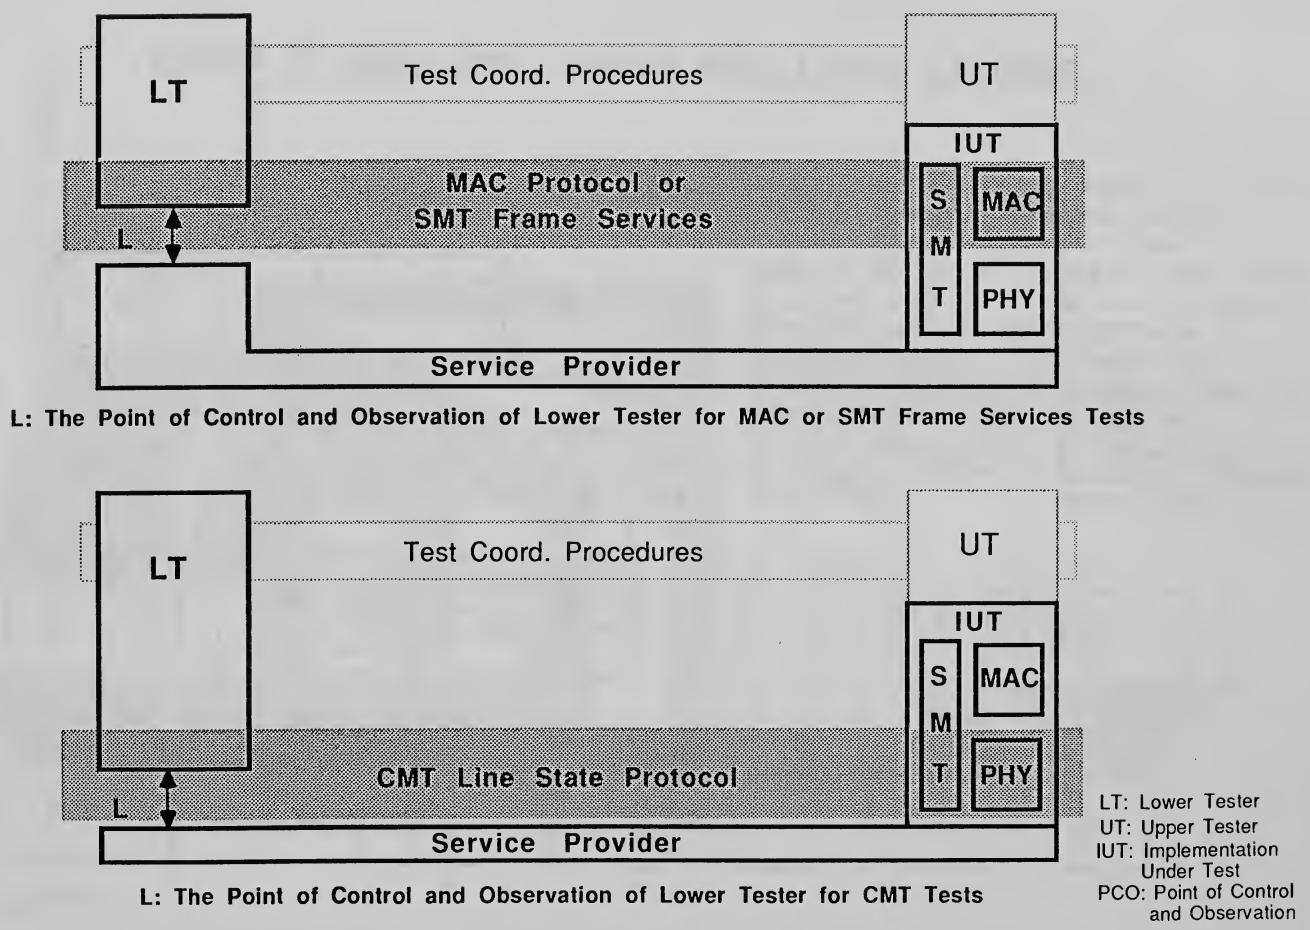 LT
Test Coord. Procedures
UT
IUT
MAC Protocol or
SMT Frame Services
S
M
T
MAC
PHY
L
Service Provider
L: The Point of Control and Observation of Lower Tester for MAC or SMT Frame Services Tests
LT
Test Coord. Procedures
UT
IUT
S
M
T
MAC
PHY
CMT Line State Protocol
L
Service Provider
L: The Point of Control and Observation of Lower Tester for CMT Tests
LT: Lower Tester
UT: Upper Tester
IUT: Implementation
Under Test
PCO: Point of Control
and Observation